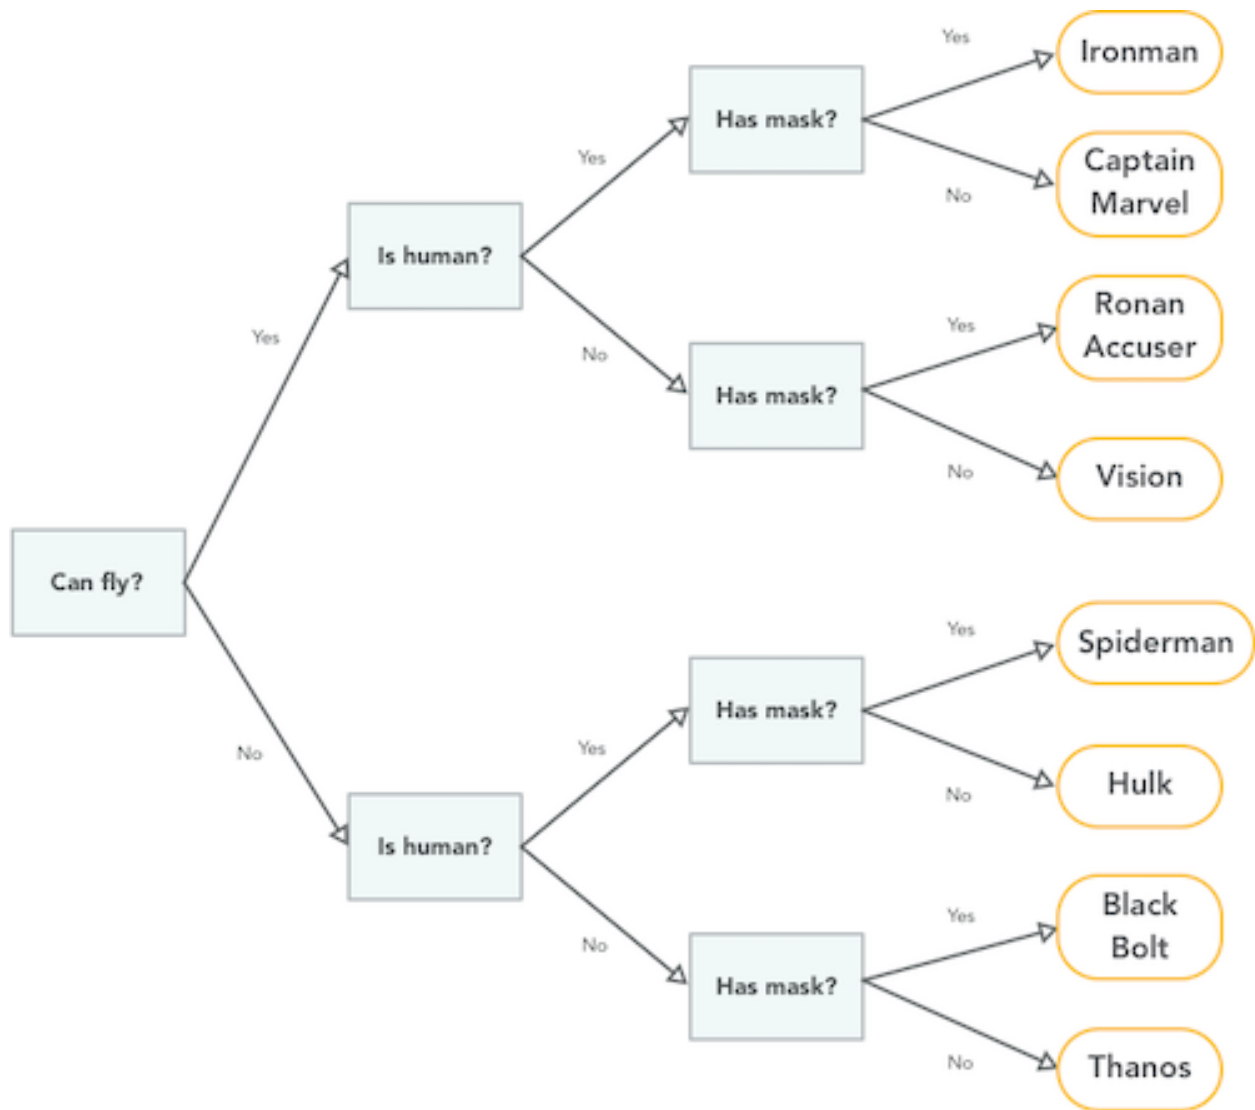 Yes
Ironman
Has mask?
Yes
No
Captain
Marvel
Is human?
Yes
No
Has mask?
Yes
Ronan
Accuser
No
Vision
Can fly?
Yes
Spiderman
Has mask?
No
Yes
No
Hulk
Is human?
No
Has mask?
Yes
Black
Bolt
No
Thanos